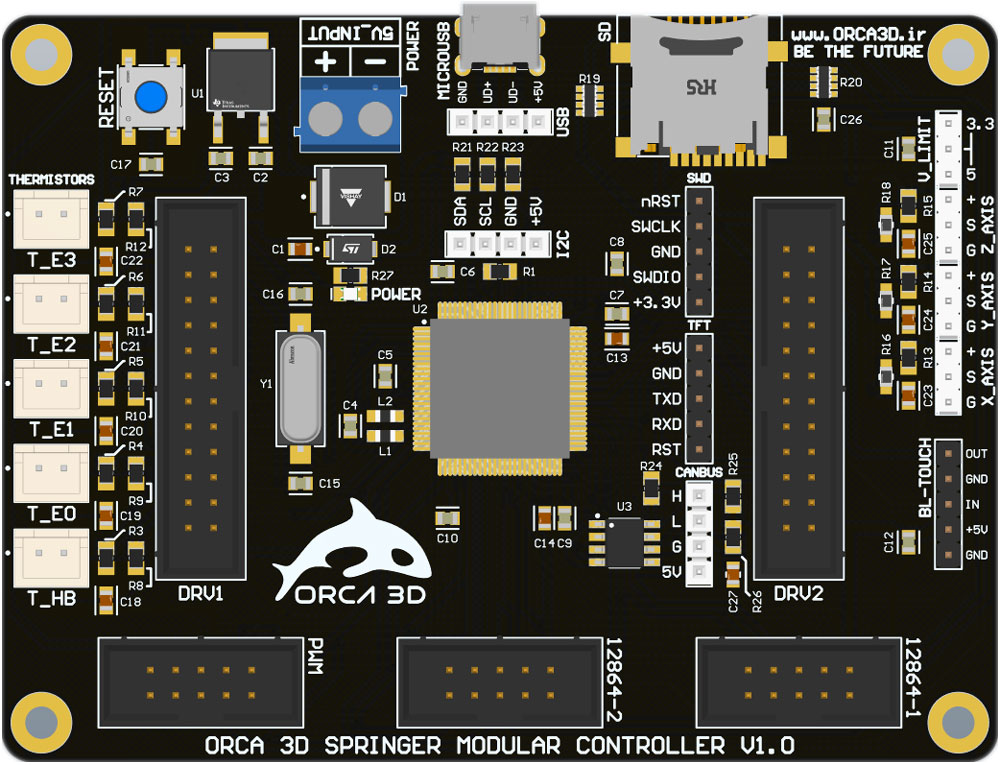 5V_INPUT
+ −
POWER
MICROUSB
GND
UD+
UD-
+5V
USB
SD
HRS
www.ORCA3D.ir
BE THE FUTURE
RESET
U1
R19
R20
C26
C17
C3
C2
R21
R22
R23
SDA
SCL
GND
+5V
I2C
VISHAY
D1
ST
D2
C1
R27
POWER
C16
C6
R1
U2
C8
C7
C13
SWD
nRST
SWCLK
GND
SWDIO
+3.3V
TFT
+5V
GND
TXD
RXD
RST
CANBUS
H
L
G
5V
C11
V_LIMIT
3.3
5
R18
R15
C25
+
S
G
Z_AXIS
R17
R14
C24
+
S
G
Y_AXIS
R16
R13
C23
+
S
G
X_AXIS
BL-TOUCH
OUT
GND
IN
+5V
GND
C12
THERMISTORS
R7
R12
T_E3
C22
R6
R11
T_E2
C21
R5
R10
T_E1
C20
R4
R9
T_E0
C19
R3
R8
T_HB
C18
DRV1
Y1
C5
C4
L2
L1
C15
C10
C14
C9
U3
R24
R25
C27
R26
DRV2
ORCA 3D
PWM
12864-2
12864-1
ORCA 3D SPRINGER MODULAR CONTROLLER V1.0